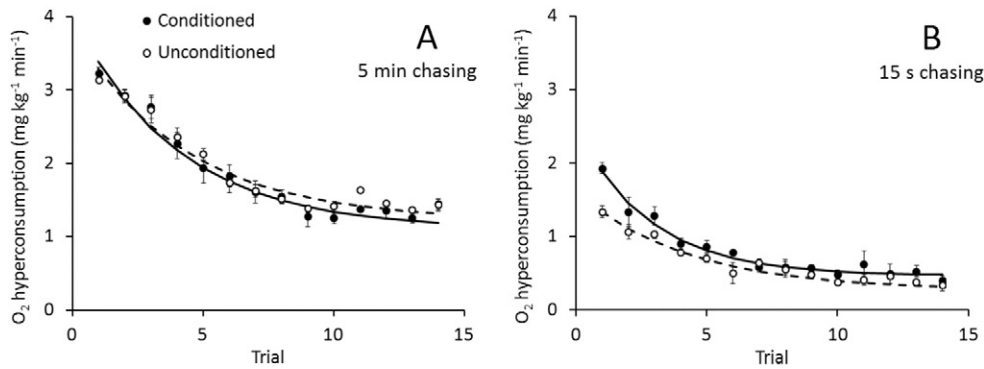 O₂ hyperconsumption (mg kg⁻¹ min⁻¹)
4
3
2
1
0
Conditioned
Unconditioned
A
5 min chasing
0
5
10
15
Trial
O₂ hyperconsumption (mg kg⁻¹ min⁻¹)
4
3
2
1
0
B
15 s chasing
0
5
10
15
Trial